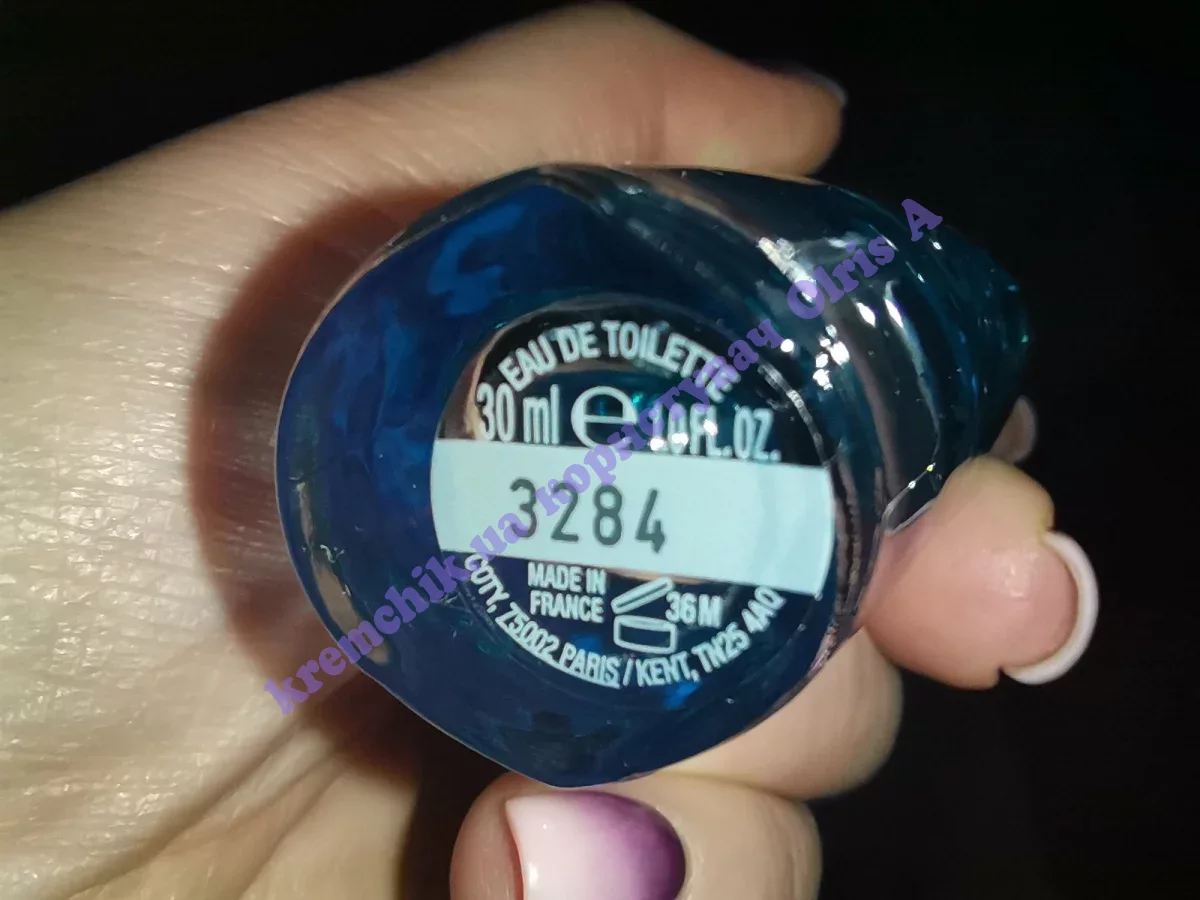 EAU DE TOILETTE
30 ml e 1.0 FL. OZ.
3284
MADE IN
FRANCE
36 M
COTY, 75002 PARIS / KENT, TN25 4AQ
kremchik.ua користувач Olris A